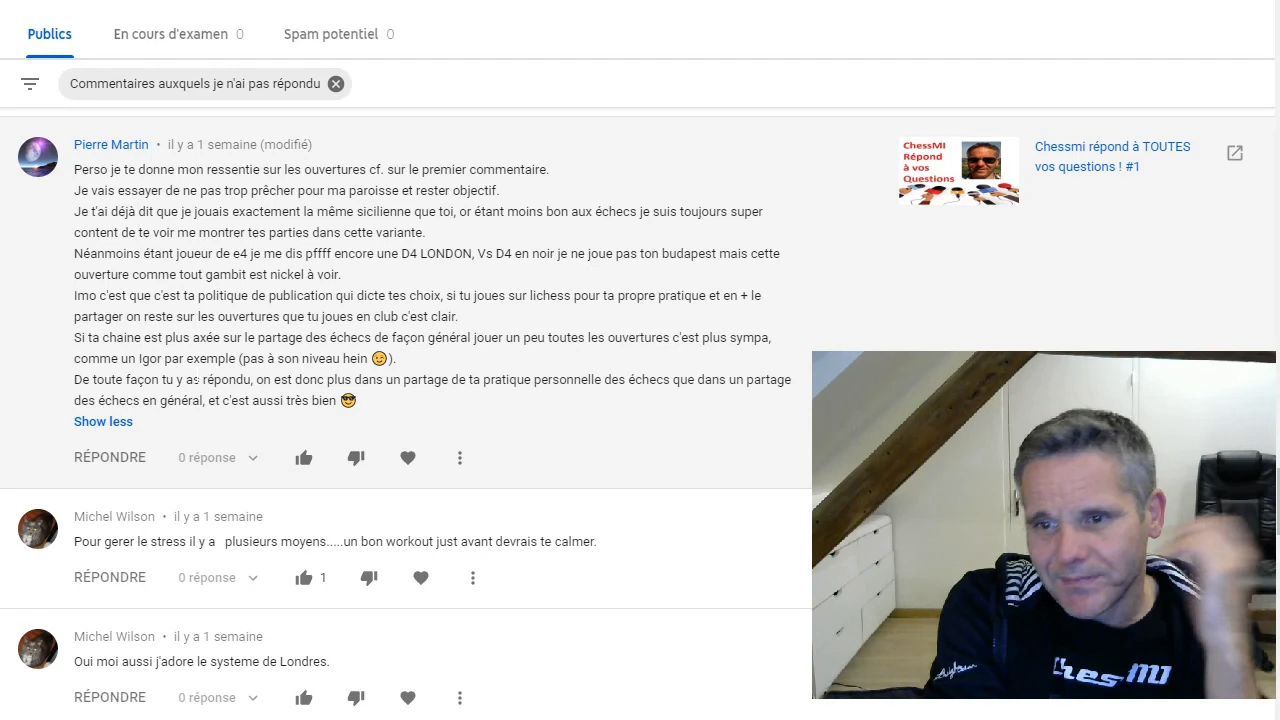 Publics
En cours d'examen 0
Spam potentiel 0
Commentaires auxquels je n'ai pas répondu
Pierre Martin • il y a 1 semaine (modifié)
Perso je te donne mon ressentie sur tes ouvertures cf. sur le premier commentaire.
Je vais essayer de ne pas trop prêcher pour ma paroisse et rester objectif.
Je t'ai déjà dit que je jouais exactement la même sicilienne que toi, or étant moins bon aux échecs je suis toujours super
content de te voir me montrer tes parties dans cette variante.
Néanmoins étant joueur de e4 je me dis pffff encore une D4 LONDON, Vs D4 en noir je ne joue pas ton budapest mais cette
ouverture comme tout gambit est nickel à voir.
Imo c'est que c'est ta politique de publication qui dicte tes choix, si tu joues sur lichess pour ta propre pratique et en + le
partager on reste sur les ouvertures que tu joues en club c'est clair.
Si ta chaine est plus axée sur le partage des échecs de façon général jouer un peu toutes les ouvertures c'est plus sympa,
comme un Igor par exemple (pas à son niveau hein 😉).
De toute façon tu y as répondu, on est donc plus dans un partage de ta pratique personnelle des échecs que dans un partage
des échecs en général, et c'est aussi très bien 😎
Show less
RÉPONDRE 0 réponse
ChessMI
Répond
à vos
Questions
Chessmi répond à TOUTES
vos questions ! #1
Michel Wilson • il y a 1 semaine
Pour gerer le stress il y a plusieurs moyens.....un bon workout just avant devrais te calmer.
RÉPONDRE 0 réponse 1
Michel Wilson • il y a 1 semaine
Oui moi aussi j'adore le systeme de Londres.
RÉPONDRE 0 réponse
ChesMI